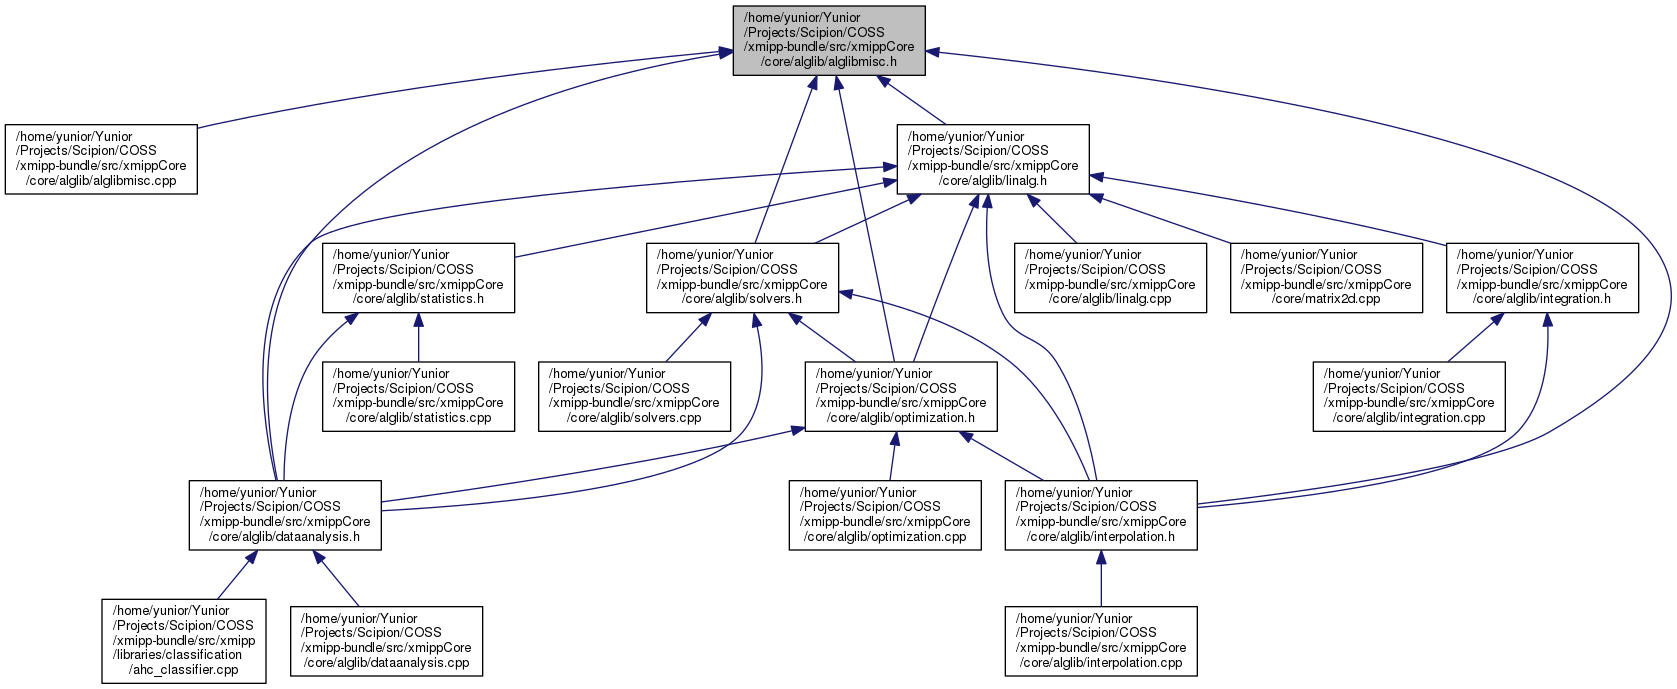 /home/yunior/Yunior
/Projects/Scipion/COSS
/xmipp-bundle/src/xmippCore
/core/alglib/alglibmisc.h
/home/yunior/Yunior
/Projects/Scipion/COSS
/xmipp-bundle/src/xmippCore
/core/alglib/alglibmisc.cpp
/home/yunior/Yunior
/Projects/Scipion/COSS
/xmipp-bundle/src/xmippCore
/core/alglib/linalg.h
/home/yunior/Yunior
/Projects/Scipion/COSS
/xmipp-bundle/src/xmippCore
/core/alglib/statistics.h
/home/yunior/Yunior
/Projects/Scipion/COSS
/xmipp-bundle/src/xmippCore
/core/alglib/solvers.h
/home/yunior/Yunior
/Projects/Scipion/COSS
/xmipp-bundle/src/xmippCore
/core/alglib/linalg.cpp
/home/yunior/Yunior
/Projects/Scipion/COSS
/xmipp-bundle/src/xmippCore
/core/matrix2d.cpp
/home/yunior/Yunior
/Projects/Scipion/COSS
/xmipp-bundle/src/xmippCore
/core/alglib/integration.h
/home/yunior/Yunior
/Projects/Scipion/COSS
/xmipp-bundle/src/xmippCore
/core/alglib/statistics.cpp
/home/yunior/Yunior
/Projects/Scipion/COSS
/xmipp-bundle/src/xmippCore
/core/alglib/solvers.cpp
/home/yunior/Yunior
/Projects/Scipion/COSS
/xmipp-bundle/src/xmippCore
/core/alglib/optimization.h
/home/yunior/Yunior
/Projects/Scipion/COSS
/xmipp-bundle/src/xmippCore
/core/alglib/integration.cpp
/home/yunior/Yunior
/Projects/Scipion/COSS
/xmipp-bundle/src/xmippCore
/core/alglib/dataanalysis.h
/home/yunior/Yunior
/Projects/Scipion/COSS
/xmipp-bundle/src/xmippCore
/core/alglib/optimization.cpp
/home/yunior/Yunior
/Projects/Scipion/COSS
/xmipp-bundle/src/xmippCore
/core/alglib/interpolation.h
/home/yunior/Yunior
/Projects/Scipion/COSS
/xmipp-bundle/src/xmipp
/libraries/classification
/ahc_classifier.cpp
/home/yunior/Yunior
/Projects/Scipion/COSS
/xmipp-bundle/src/xmippCore
/core/alglib/dataanalysis.cpp
/home/yunior/Yunior
/Projects/Scipion/COSS
/xmipp-bundle/src/xmippCore
/core/alglib/interpolation.cpp